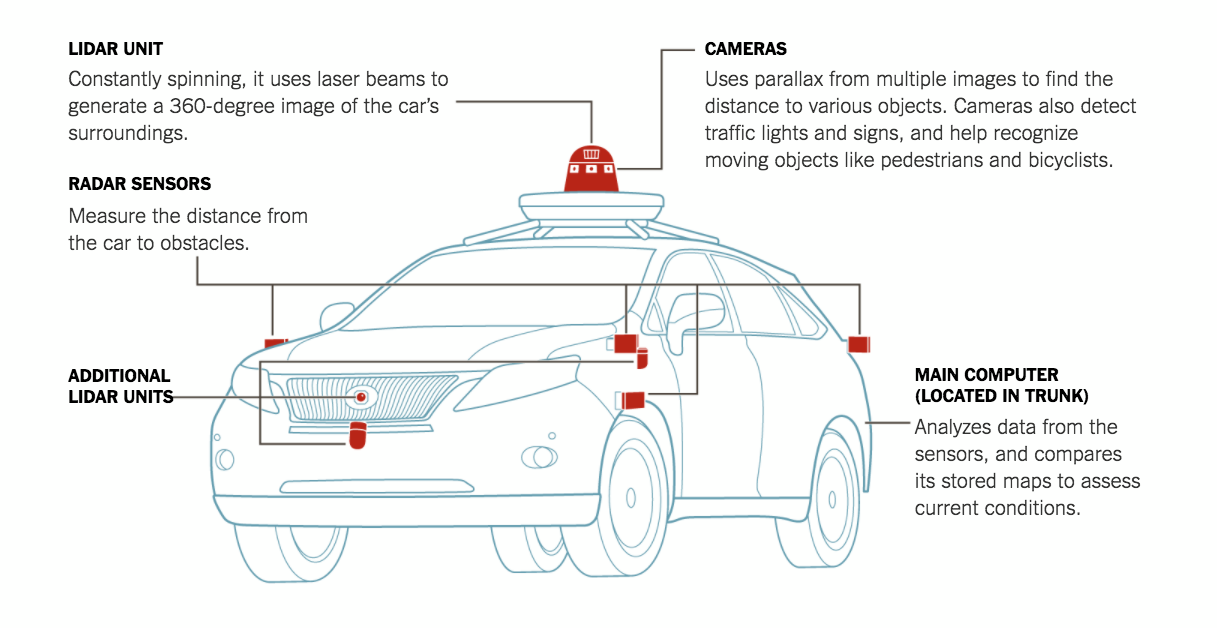 LIDAR UNIT
Constantly spinning, it uses laser beams to
generate a 360-degree image of the car’s
surroundings.
CAMERAS
Uses parallax from multiple images to find the
distance to various objects. Cameras also detect
traffic lights and signs, and help recognize
moving objects like pedestrians and bicyclists.
RADAR SENSORS
Measure the distance from
the car to obstacles.
ADDITIONAL
LIDAR UNITS
MAIN COMPUTER
(LOCATED IN TRUNK)
Analyzes data from the
sensors, and compares
its stored maps to assess
current conditions.